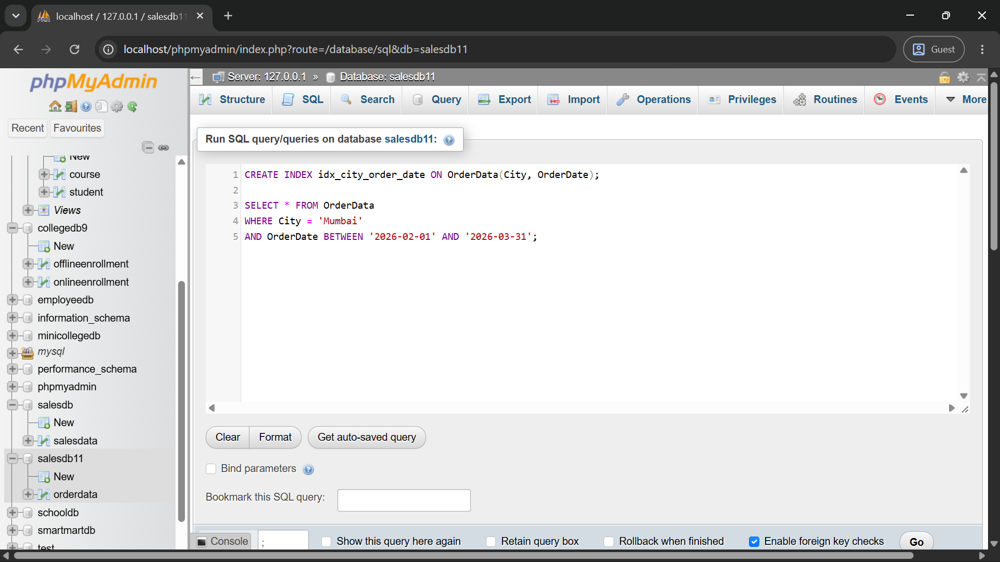 localhost / 127.0.0.1 / salesdb11
localhost/phpmyadmin/index.php?route=/database/sql&db=salesdb11
Guest
phpMyAdmin
Recent
Favourites
New
course
student
Views
collegedb9
New
offlineenrollment
onlineenrollment
employeedb
information_schema
minicollegedb
mysql
performance_schema
phpmyadmin
salesdb
New
salesdata
salesdb11
New
orderdata
schooldb
smartmartdb
test
Server: 127.0.0.1 » Database: salesdb11
Structure
SQL
Search
Query
Export
Import
Operations
Privileges
Routines
Events
More
Run SQL query/queries on database salesdb11:
1 CREATE INDEX idx_city_order_date ON OrderData(City, OrderDate);
2
3 SELECT * FROM OrderData
4 WHERE City = 'Mumbai'
5 AND OrderDate BETWEEN '2026-02-01' AND '2026-03-31';
Clear
Format
Get auto-saved query
Bind parameters
Bookmark this SQL query:
Console
;
Show this query here again
Retain query box
Rollback when finished
Enable foreign key checks
Go